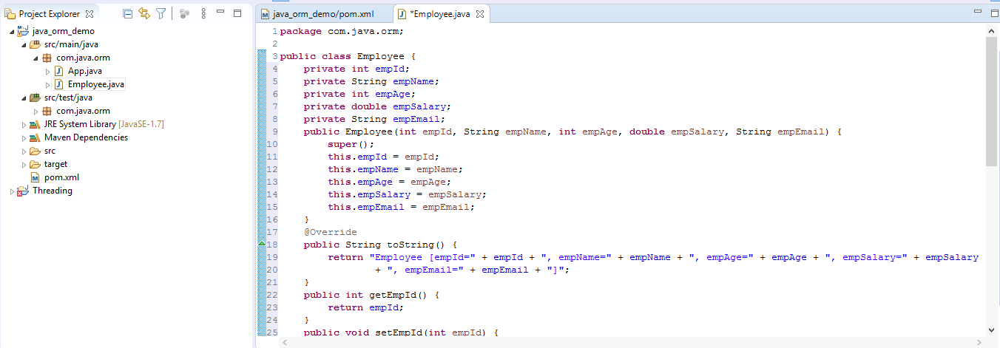 Project Explorer
java_orm_demo
src/main/java
com.java.orm
App.java
Employee.java
src/test/java
com.java.orm
JRE System Library [JavaSE-1.7]
Maven Dependencies
src
target
pom.xml
Threading
java_orm_demo/pom.xml *Employee.java
1 package com.java.orm;
2
3 public class Employee {
4 private int empId;
5 private String empName;
6 private int empAge;
7 private double empSalary;
8 private String empEmail;
9 public Employee(int empId, String empName, int empAge, double empSalary, String empEmail) {
10 super();
11 this.empId = empId;
12 this.empName = empName;
13 this.empAge = empAge;
14 this.empSalary = empSalary;
15 this.empEmail = empEmail;
16 }
17 @Override
18 public String toString() {
19 return "Employee [empId=" + empId + ", empName=" + empName + ", empAge=" + empAge + ", empSalary=" + empSalary
20 + ", empEmail=" + empEmail + "]";
21 }
22 public int getEmpId() {
23 return empId;
24 }
25 public void setEmpId(int empId) {